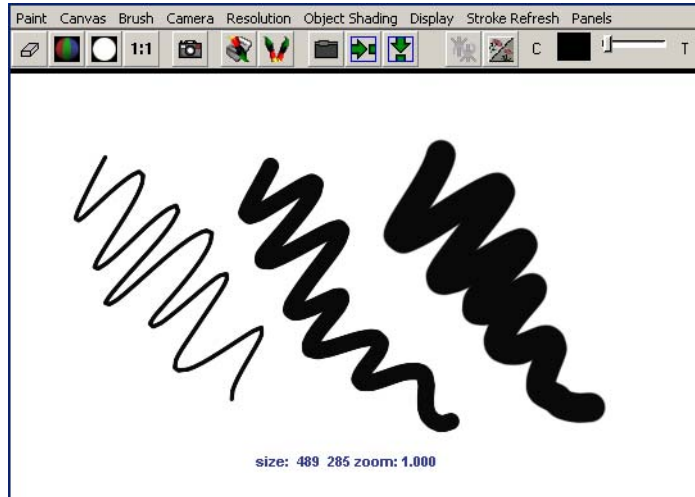 Paint Canvas Brush Camera Resolution Object Shading Display Stroke Refresh Panels
1:1 C T
size: 489 285 zoom: 1.000